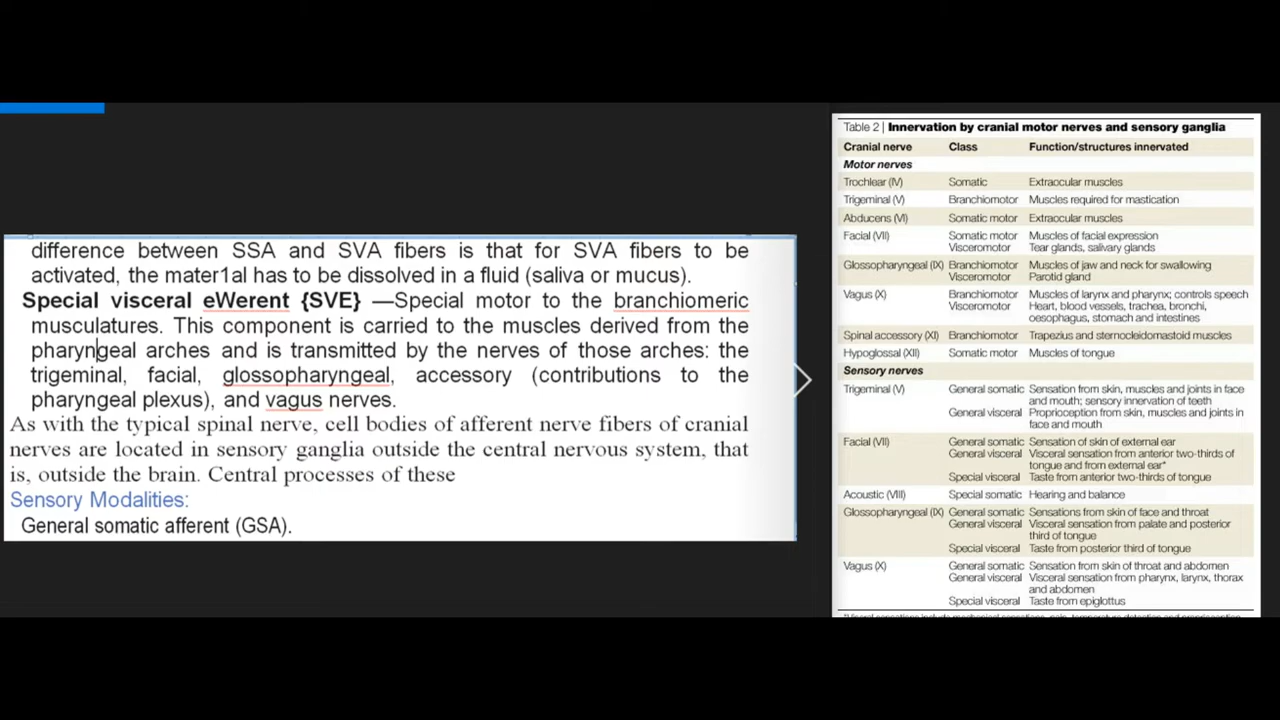 difference between SSA and SVA fibers is that for SVA fibers to be
activated, the mater1al has to be dissolved in a fluid (saliva or mucus).
Special visceral eWerent {SVE} —Special motor to the branchiomeric
musculatures. This component is carried to the muscles derived from the
pharyngeal arches and is transmitted by the nerves of those arches: the
trigeminal, facial, glossopharyngeal, accessory (contributions to the
pharyngeal plexus), and vagus nerves.
As with the typical spinal nerve, cell bodies of afferent nerve fibers of cranial
nerves are located in sensory ganglia outside the central nervous system, that
is, outside the brain. Central processes of these
Sensory Modalities:
General somatic afferent (GSA).
Table 2 | Innervation by cranial motor nerves and sensory ganglia
Cranial nerve Class Function/structures innervated
Motor nerves
Trochlear (IV) Somatic Extraocular muscles
Trigeminal (V) Branchiomotor Muscles required for mastication
Abducens (VI) Somatic motor Extraocular muscles
Facial (VII) Somatic motor Muscles of facial expression
Visceromotor Tear glands, salivary glands
Glossopharyngeal (IX) Branchiomotor Muscles of jaw and neck for swallowing
Visceromotor Parotid gland
Vagus (X) Branchiomotor Muscles of larynx and pharynx; controls speech
Visceromotor Heart, blood vessels, trachea, bronchi,
oesophagus, stomach and intestines
Spinal accessory (XI) Branchiomotor Trapezius and sternocleidomastoid muscles
Hypoglossal (XII) Somatic motor Muscles of tongue
Sensory nerves
Trigeminal (V) General somatic Sensation from skin, muscles and joints in face
and mouth; sensory innervation of teeth
General visceral Proprioception from skin, muscles and joints in
face and mouth
Facial (VII) General somatic Sensation of skin of external ear
General visceral Visceral sensation from anterior two-thirds of
tongue and from external ear*
Special visceral Taste from anterior two-thirds of tongue
Acoustic (VIII) Special somatic Hearing and balance
Glossopharyngeal (IX) General somatic Sensations from skin of face and throat
General visceral Visceral sensation from palate and posterior
third of tongue
Special visceral Taste from posterior third of tongue
Vagus (X) General somatic Sensation from skin of throat and abdomen
General visceral Visceral sensation from pharynx, larynx, thorax
and abdomen
Special visceral Taste from epiglottus